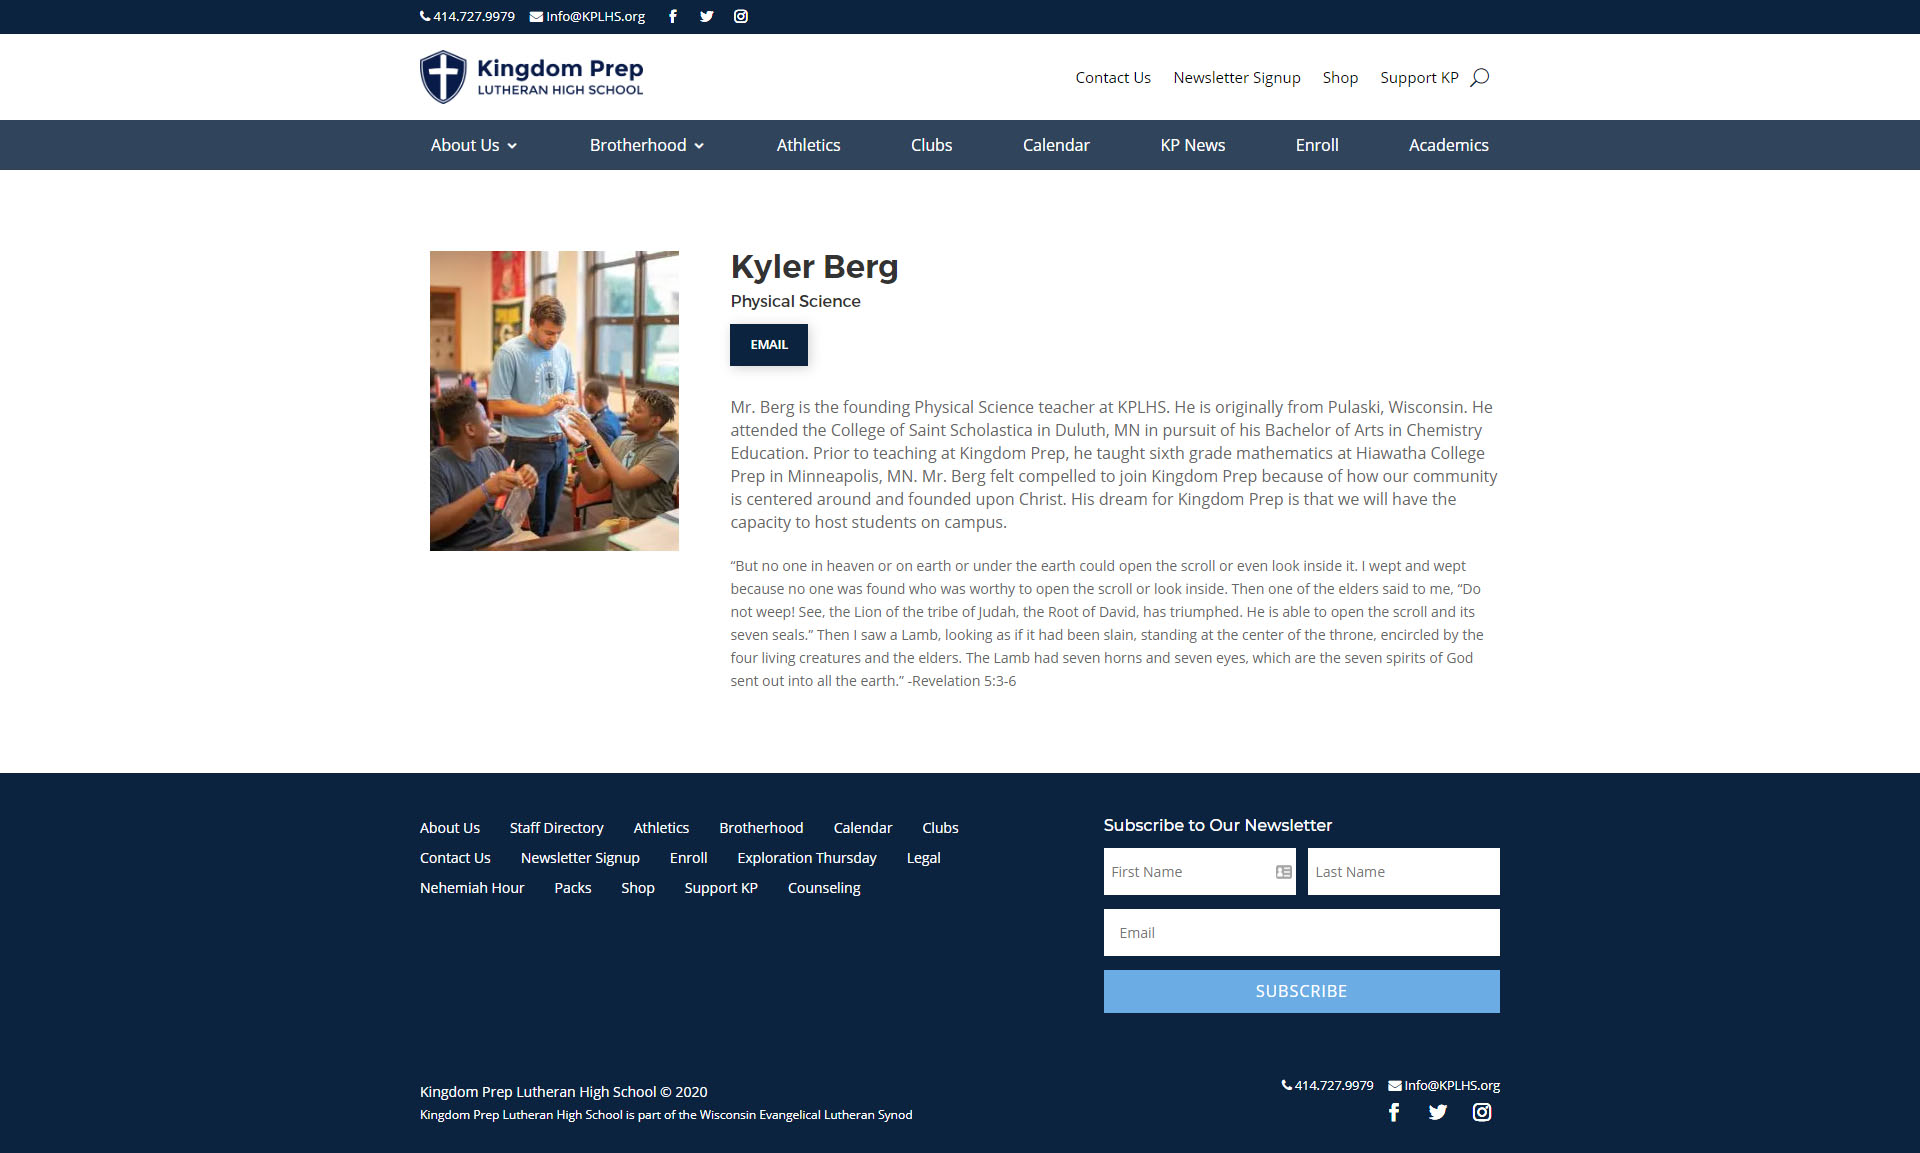 414.727.9979 Info@KPLHS.org
Kingdom Prep
LUTHERAN HIGH SCHOOL
Contact Us Newsletter Signup Shop Support KP
About Us Brotherhood Athletics Clubs Calendar KP News Enroll Academics
Kyler Berg
Physical Science
EMAIL
Mr. Berg is the founding Physical Science teacher at KPLHS. He is originally from Pulaski, Wisconsin. He
attended the College of Saint Scholastica in Duluth, MN in pursuit of his Bachelor of Arts in Chemistry
Education. Prior to teaching at Kingdom Prep, he taught sixth grade mathematics at Hiawatha College
Prep in Minneapolis, MN. Mr. Berg felt compelled to join Kingdom Prep because of how our community
is centered around and founded upon Christ. His dream for Kingdom Prep is that we will have the
capacity to host students on campus.
“But no one in heaven or on earth or under the earth could open the scroll or even look inside it. I wept and wept
because no one was found who was worthy to open the scroll or look inside. Then one of the elders said to me, “Do
not weep! See, the Lion of the tribe of Judah, the Root of David, has triumphed. He is able to open the scroll and its
seven seals.” Then I saw a Lamb, looking as if it had been slain, standing at the center of the throne, encircled by the
four living creatures and the elders. The Lamb had seven horns and seven eyes, which are the seven spirits of God
sent out into all the earth.” -Revelation 5:3-6
About Us Staff Directory Athletics Brotherhood Calendar Clubs
Contact Us Newsletter Signup Enroll Exploration Thursday Legal
Nehemiah Hour Packs Shop Support KP Counseling
Subscribe to Our Newsletter
First Name Last Name
Email
SUBSCRIBE
Kingdom Prep Lutheran High School © 2020
Kingdom Prep Lutheran High School is part of the Wisconsin Evangelical Lutheran Synod
414.727.9979 Info@KPLHS.org